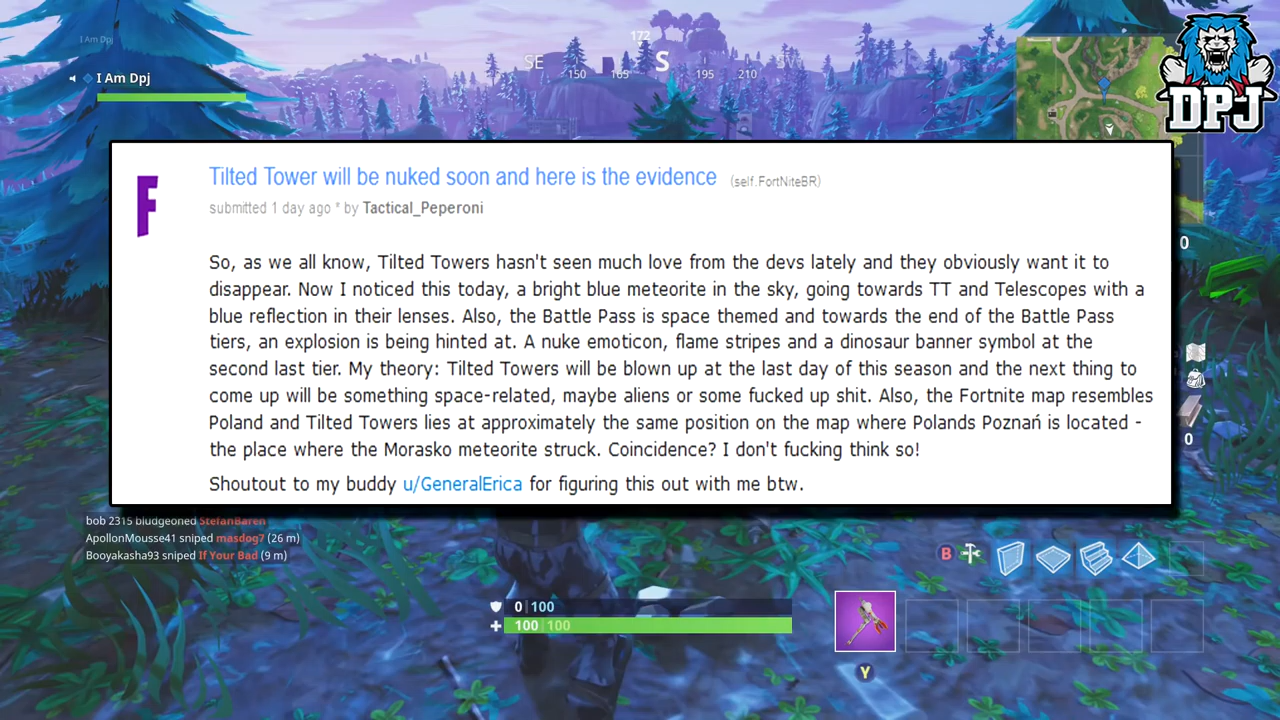 I Am Dpj
I Am Dpj
172
SE
150
165
S
195
210
DPJ
Tilted Tower will be nuked soon and here is the evidence (self.FortNiteBR)
submitted 1 day ago * by Tactical_Peperoni
F
So, as we all know, Tilted Towers hasn't seen much love from the devs lately and they obviously want it to
disappear. Now I noticed this today, a bright blue meteorite in the sky, going towards TT and Telescopes with a
blue reflection in their lenses. Also, the Battle Pass is space themed and towards the end of the Battle Pass
tiers, an explosion is being hinted at. A nuke emoticon, flame stripes and a dinosaur banner symbol at the
second last tier. My theory: Tilted Towers will be blown up at the last day of this season and the next thing to
come up will be something space-related, maybe aliens or some fucked up shit. Also, the Fortnite map resembles
Poland and Tilted Towers lies at approximately the same position on the map where Polands Poznań is located -
the place where the Morasko meteorite struck. Coincidence? I don't fucking think so!
Shoutout to my buddy u/GeneralErica for figuring this out with me btw.
0
0
bob 2315 bludgeoned StefanBaren
ApollonMousse41 sniped masdog7 (26 m)
Booyakasha93 sniped If Your Bad (9 m)
B
0 | 100
100 | 100
Y